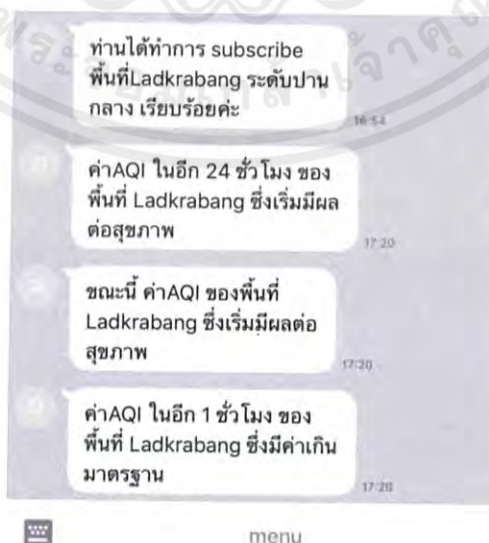 ท่านได้ทำการ subscribe
พื้นที่Ladkrabang ระดับปาน
กลาง เรียบร้อยค่ะ
16:54
ค่าAQI ในอีก 24 ชั่วโมง ของ
พื้นที่ Ladkrabang ซึ่งเริ่มมีผล
ต่อสุขภาพ
17:20
ขณะนี้ ค่าAQI ของพื้นที่
Ladkrabang ซึ่งเริ่มมีผลต่อ
สุขภาพ
17:20
ค่าAQI ในอีก 1 ชั่วโมง ของ
พื้นที่ Ladkrabang ซึ่งมีค่าเกิน
มาตรฐาน
17:20
menu